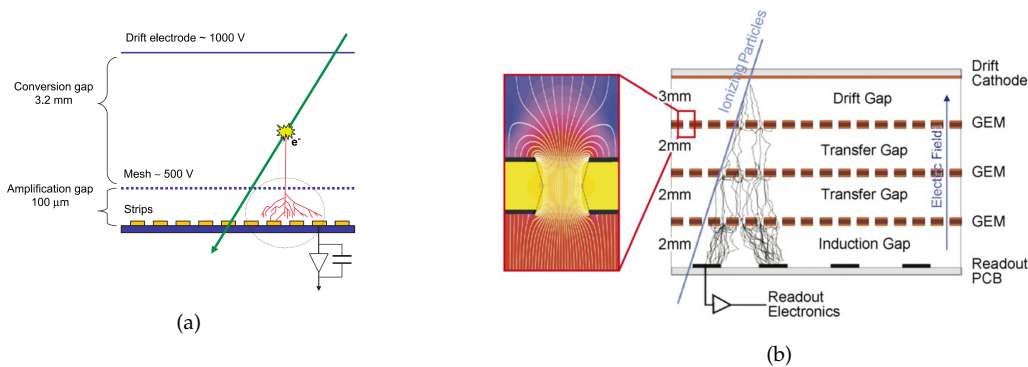 Drift electrode ~ 1000 V
Conversion gap
3.2 mm
e-
Mesh ~ 500 V
Amplification gap
100 µm
Strips
(a)
Ionizing Particles
Drift
Cathode
3mm
Drift Gap
GEM
2mm
Transfer Gap
GEM
2mm
Transfer Gap
Electric Field
GEM
2mm
Induction Gap
Readout
PCB
Readout
Electronics
(b)